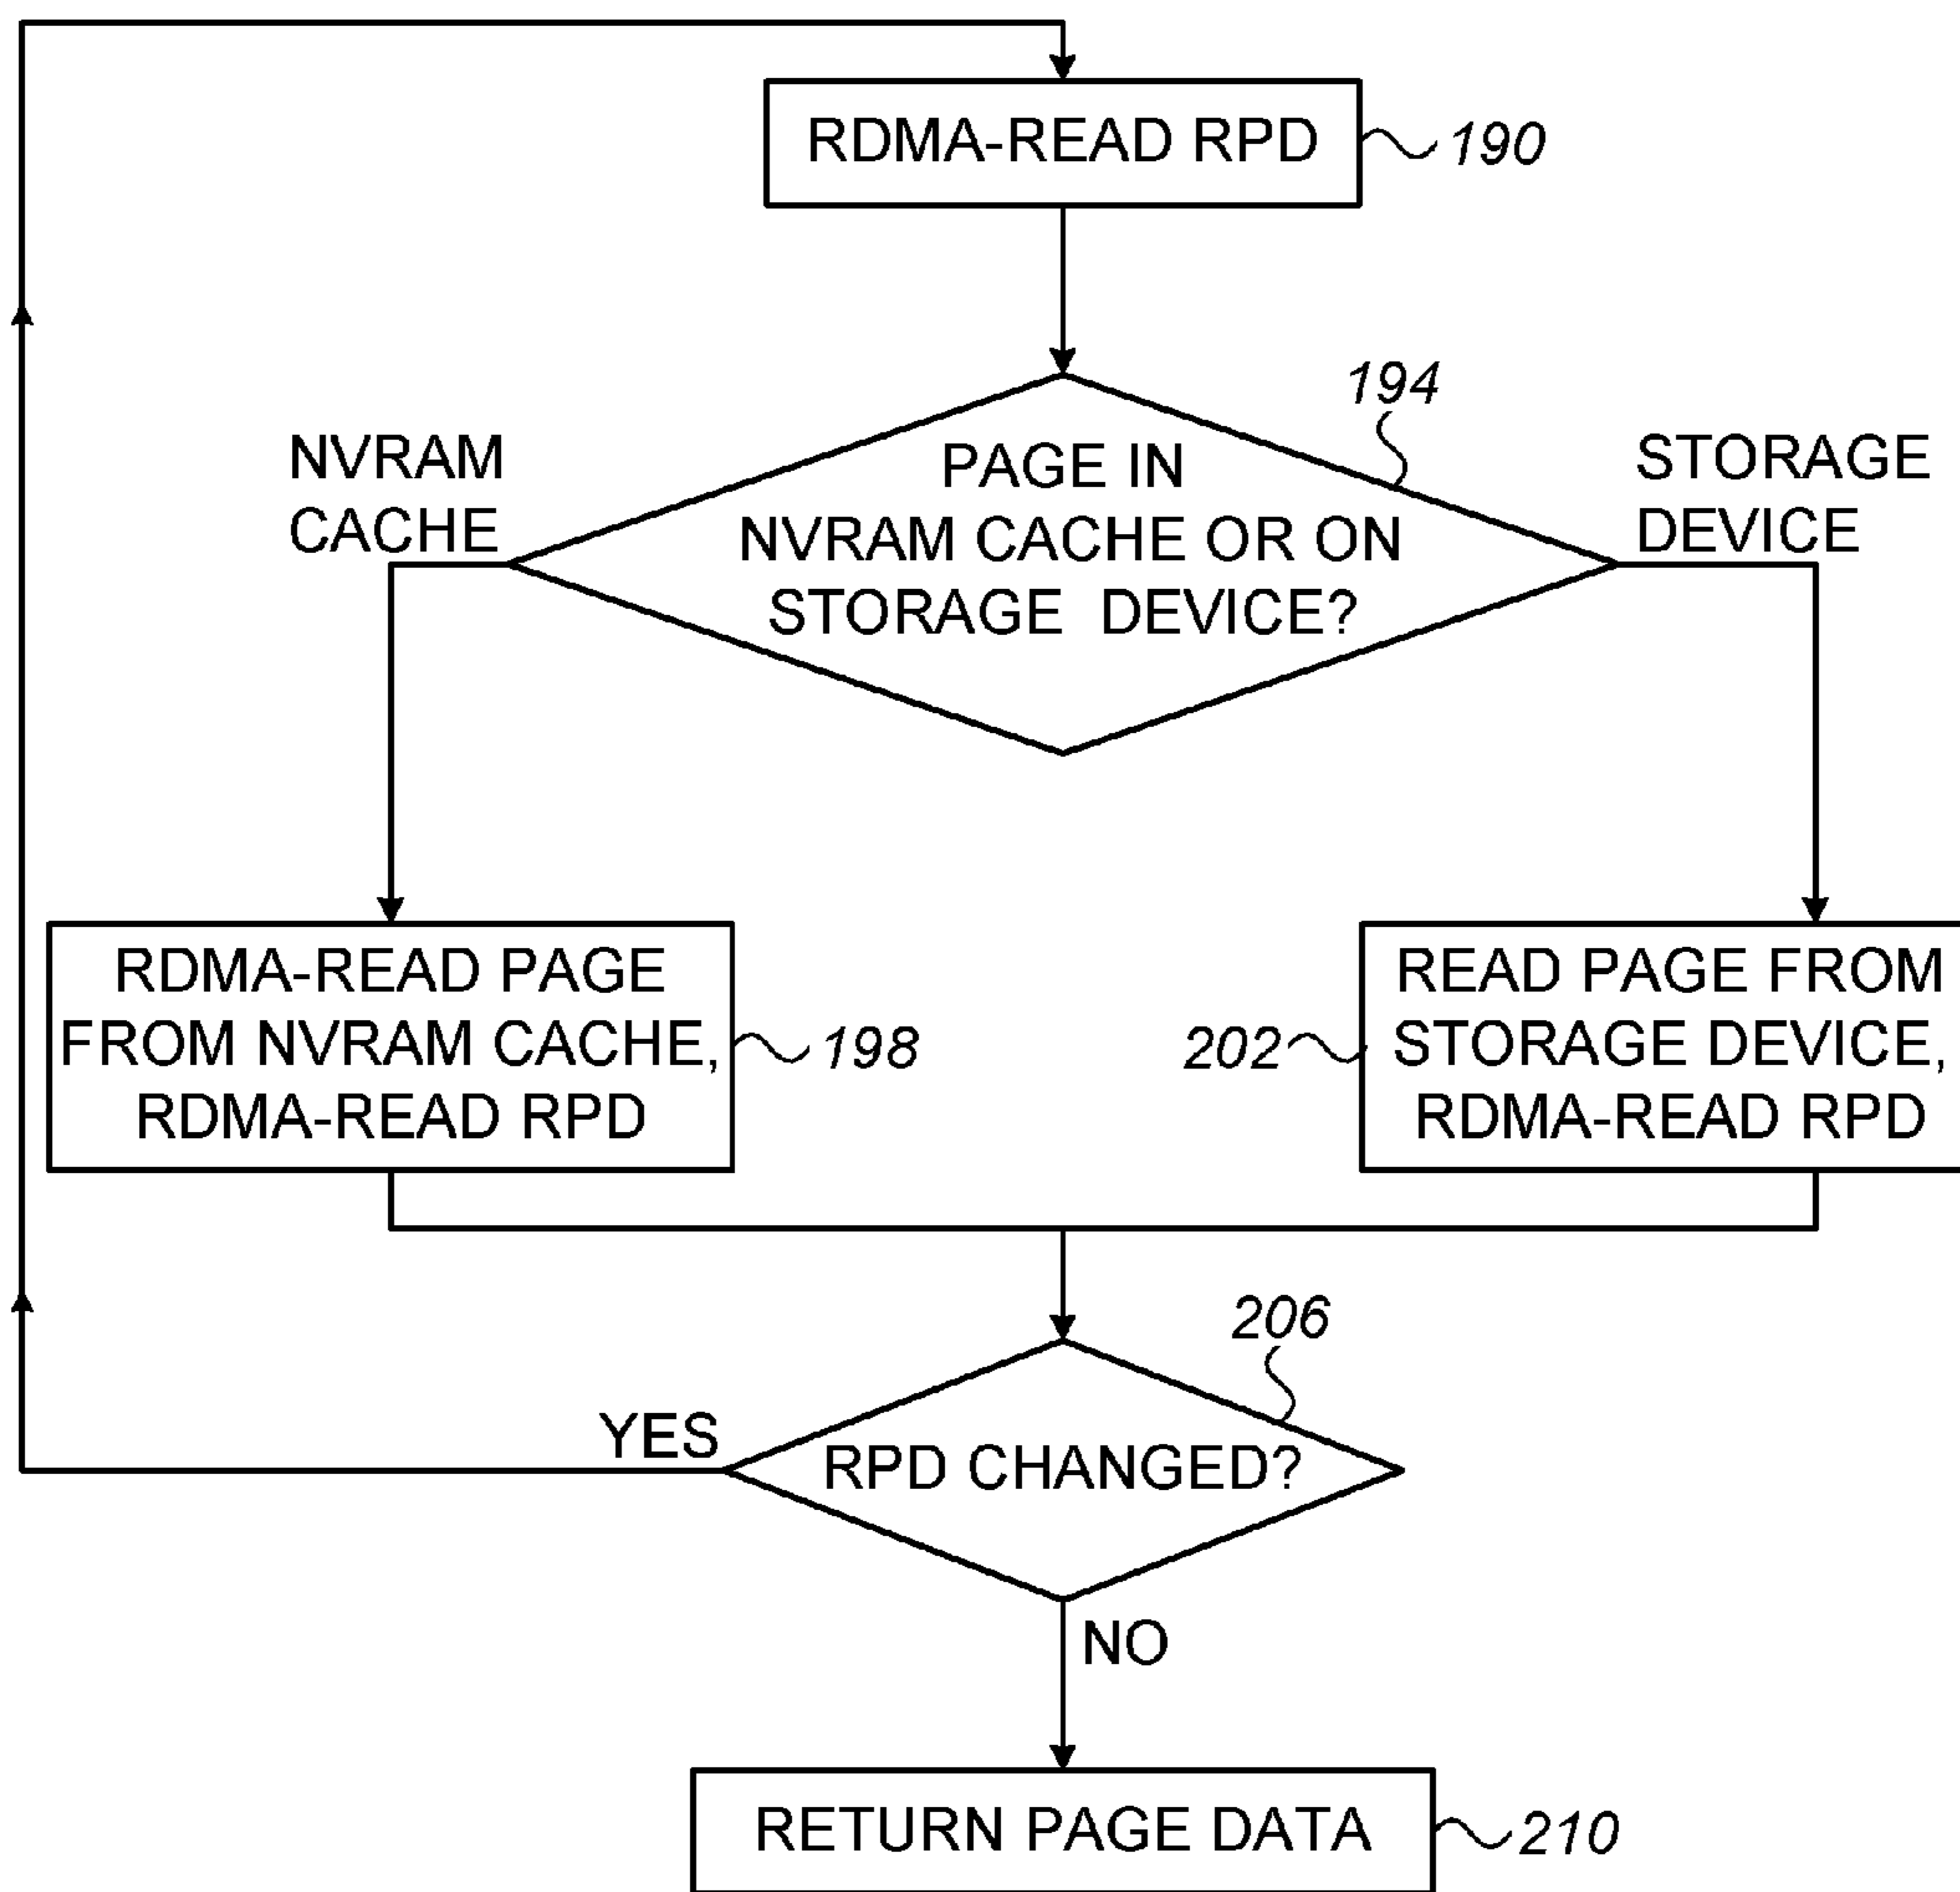 RDMA-READ RPD
190
194
NVRAM
CACHE
PAGE IN
NVRAM CACHE OR ON
STORAGE DEVICE?
STORAGE
DEVICE
RDMA-READ PAGE
FROM NVRAM CACHE,
RDMA-READ RPD
198
202
READ PAGE FROM
STORAGE DEVICE,
RDMA-READ RPD
206
YES
RPD CHANGED?
NO
RETURN PAGE DATA
210